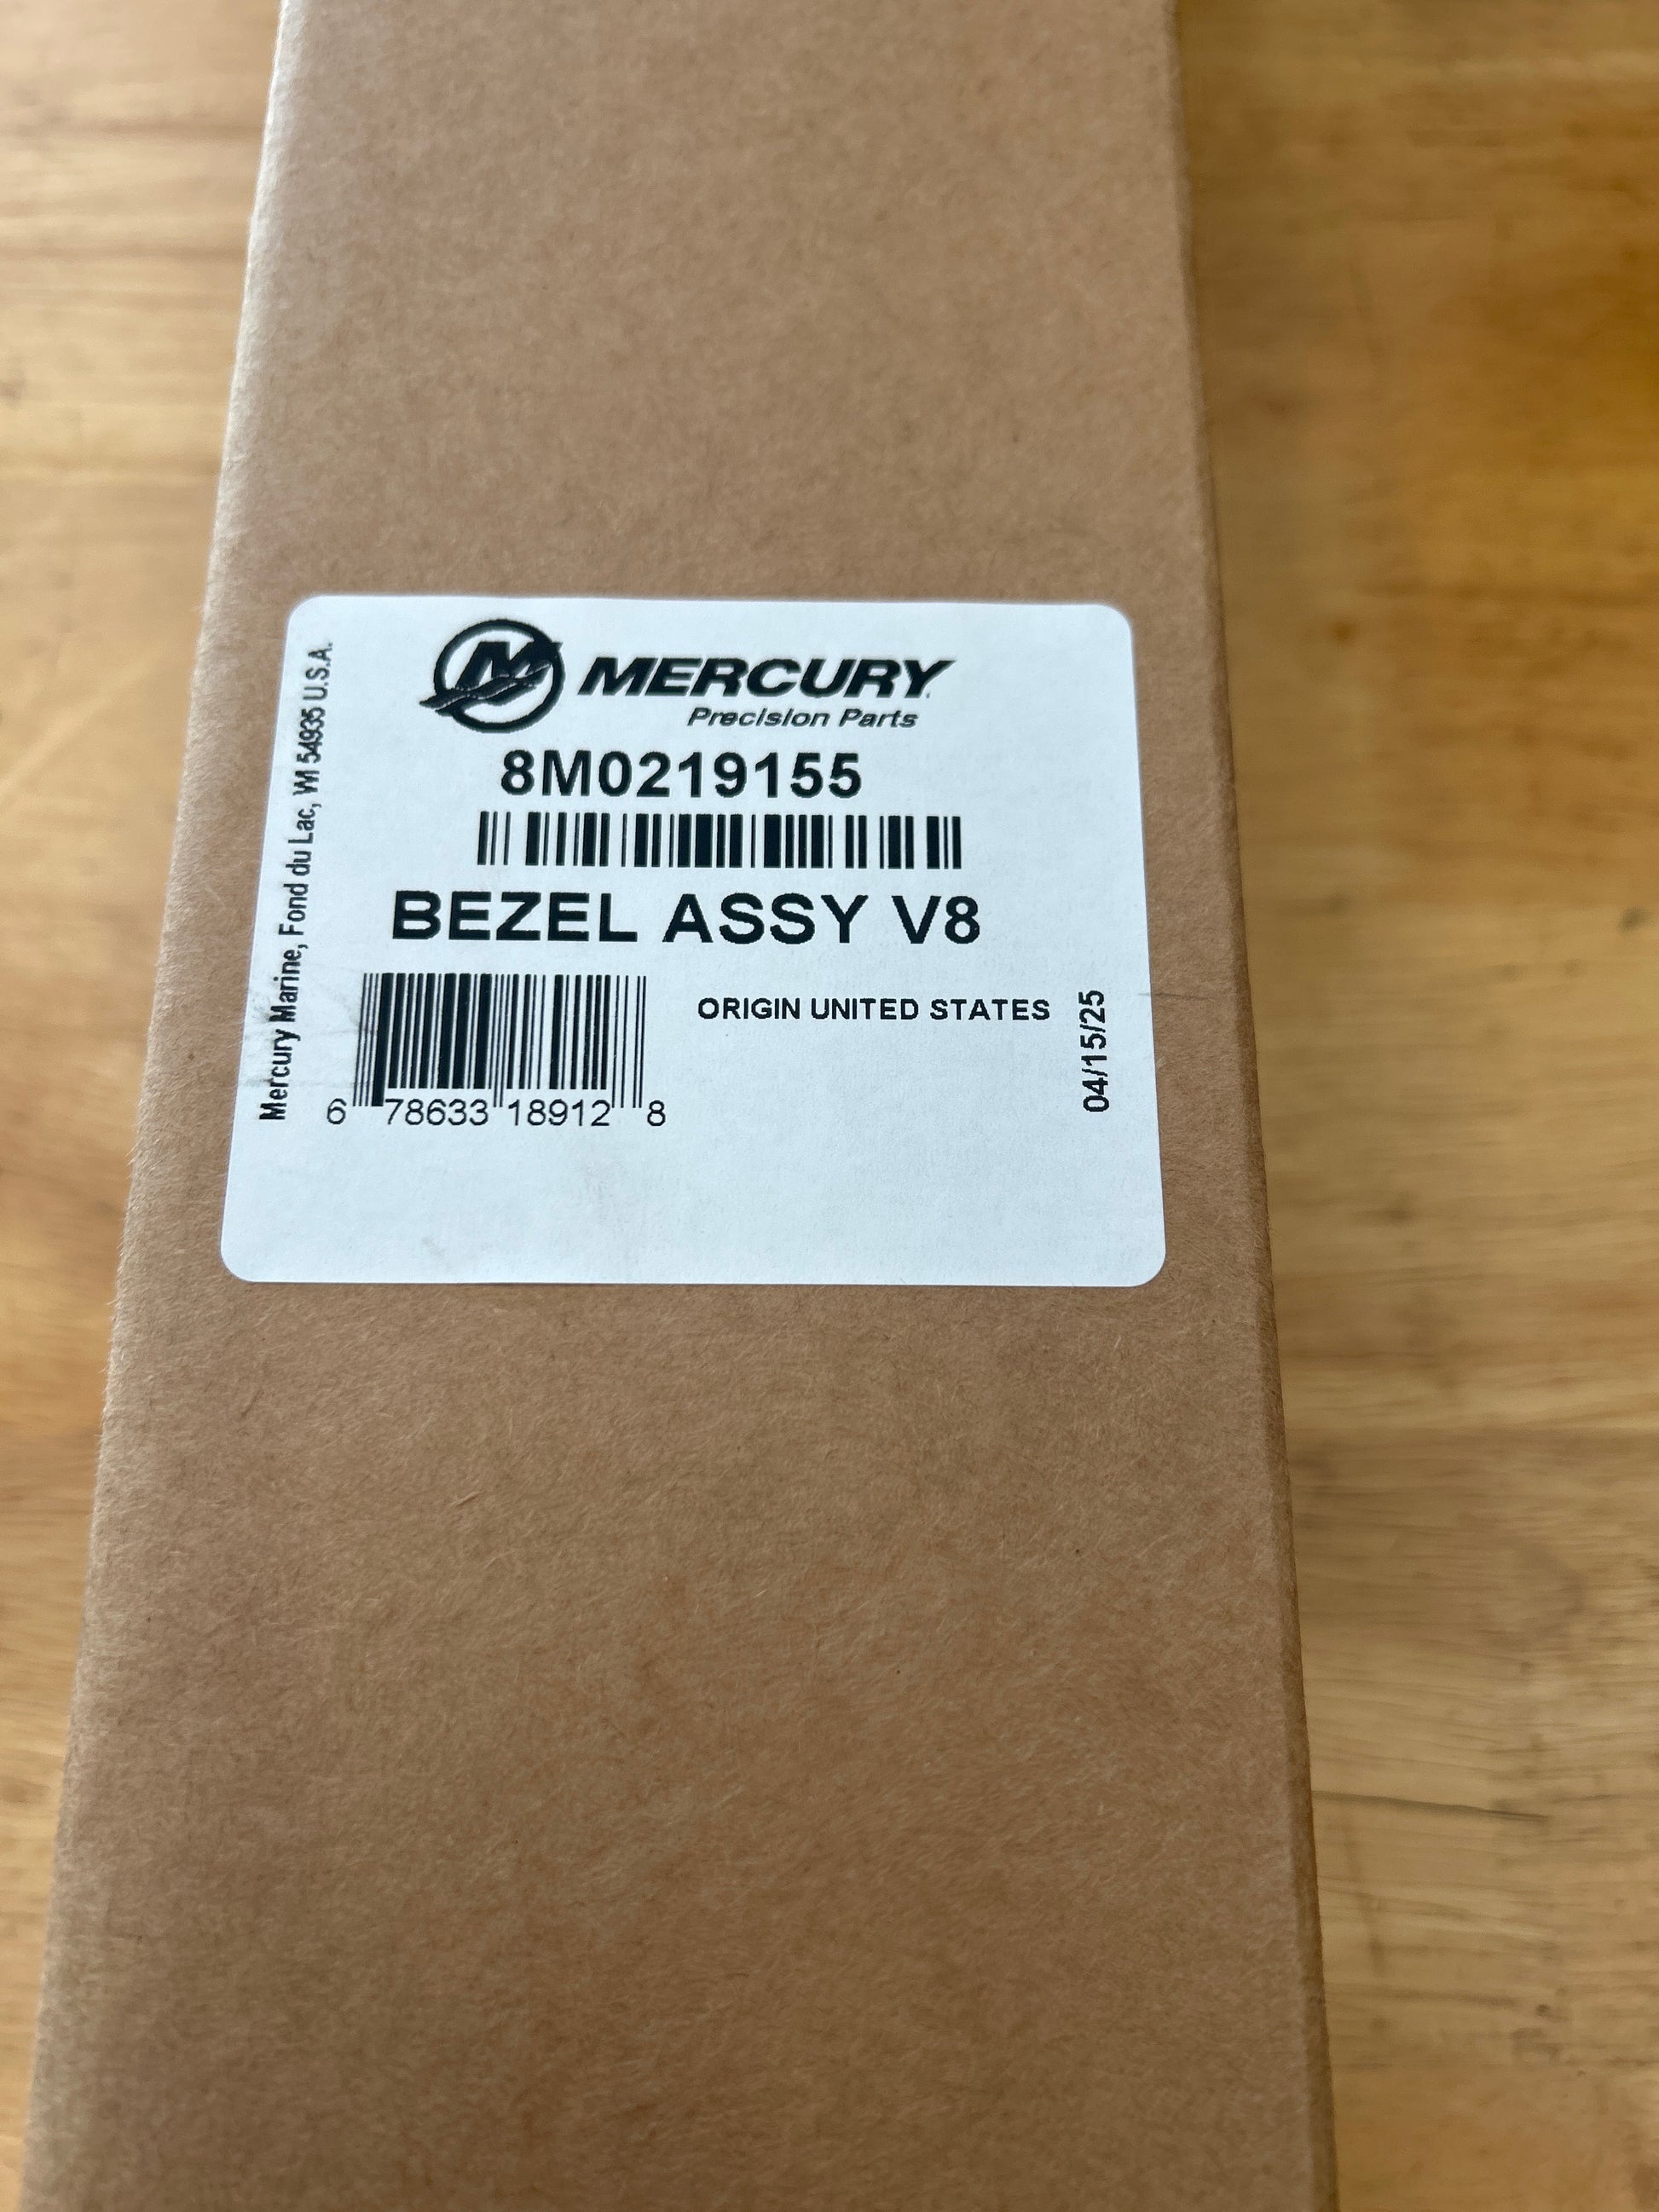 MERCURY
Precision Parts
8M0219155
BEZEL ASSY V8
ORIGIN UNITED STATES
6 78633 18912 8
04/15/25
Mercury Marine, Fond du Lac, WI 54935 U.S.A.